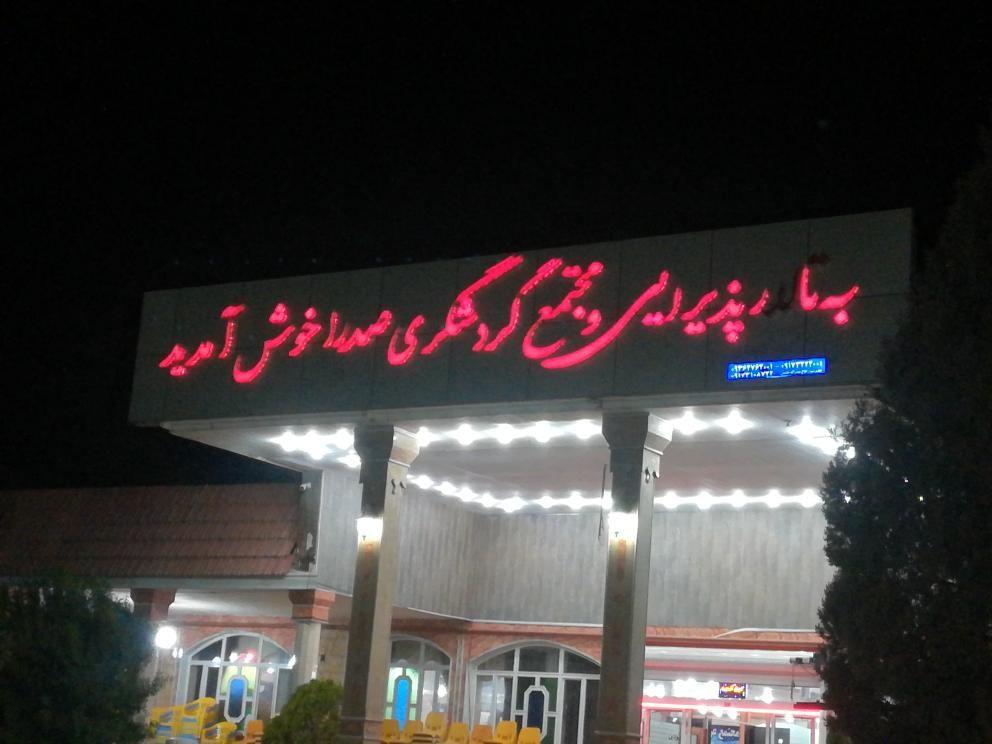 به تالار پذیرایی و مجتمع گردشگری صدرا خوش آمدید